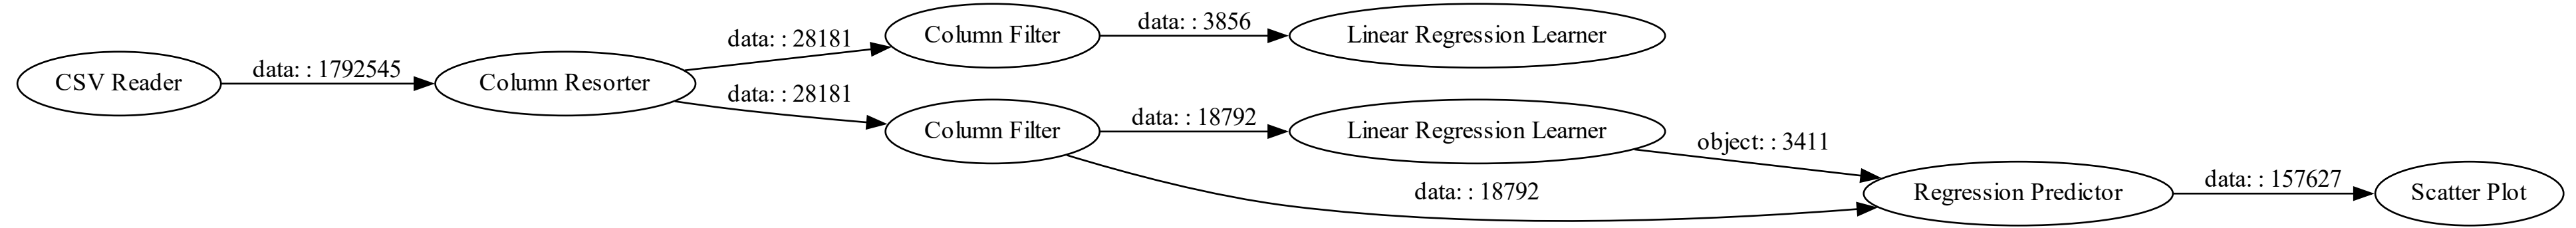 CSV Reader
data: : 1792545
Column Resorter
data: : 28181
Column Filter
data: : 3856
Linear Regression Learner
data: : 28181
Column Filter
data: : 18792
Linear Regression Learner
object: : 3411
data: : 18792
Regression Predictor
data: : 157627
Scatter Plot